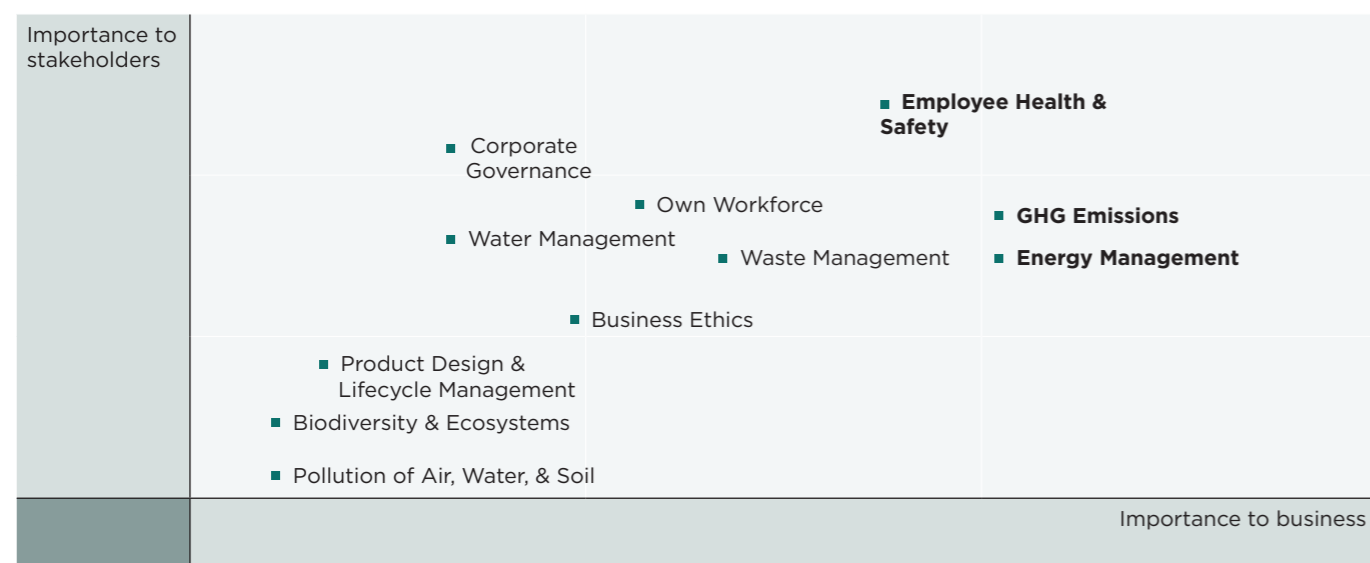 Importance to
stakeholders
Employee Health &
Safety
Corporate
Governance
Own Workforce
GHG Emissions
Water Management
Waste Management
Energy Management
Business Ethics
Product Design &
Lifecycle Management
Biodiversity & Ecosystems
Pollution of Air, Water, & Soil
Importance to business